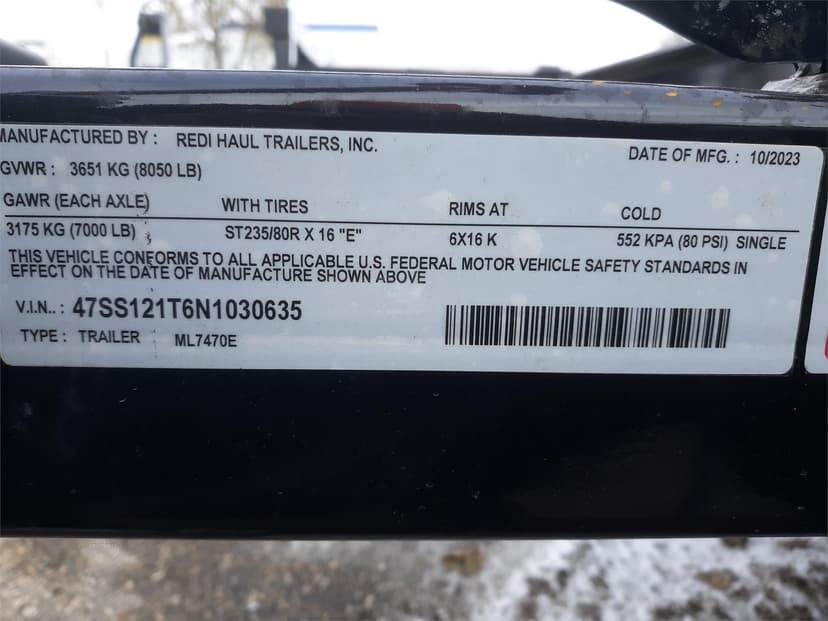 MANUFACTURED BY : REDI HAUL TRAILERS, INC. DATE OF MFG. : 10/2023
GVWR : 3651 KG (8050 LB)
GAWR (EACH AXLE) WITH TIRES RIMS AT COLD
3175 KG (7000 LB) ST235/80R X 16 "E" 6X16 K 552 KPA (80 PSI) SINGLE
THIS VEHICLE CONFORMS TO ALL APPLICABLE U.S. FEDERAL MOTOR VEHICLE SAFETY STANDARDS IN
EFFECT ON THE DATE OF MANUFACTURE SHOWN ABOVE
V.I.N.. : 47SS121T6N1030635
TYPE : TRAILER ML7470E